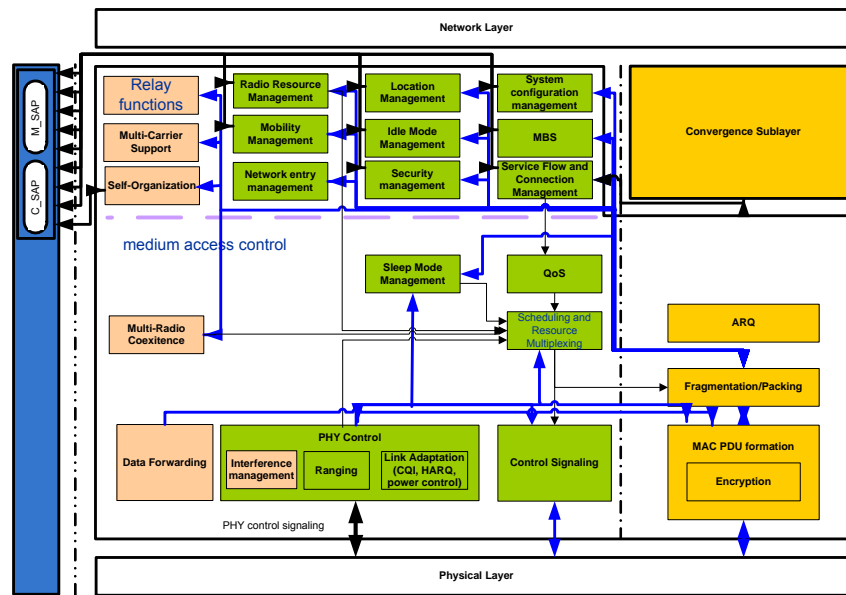 Network Layer
M_SAP
C_SAP
Relay
functions
Radio Resource
Management
Location
Management
System
configuration
management
Convergence Sublayer
Multi-Carrier
Support
Mobility
Management
Idle Mode
Management
MBS
Self-Organization
Network entry
management
Security
management
Service Flow and
Connection
Management
medium access control
Sleep Mode
Management
QoS
Multi-Radio
Coexitence
Scheduling and
Resource
Multiplexing
ARQ
Fragmentation/Packing
Data Forwarding
PHY Control
Interference
management
Ranging
Link Adaptation
(CQI, HARQ,
power control)
Control Signaling
MAC PDU formation
Encryption
PHY control signaling
Physical Layer